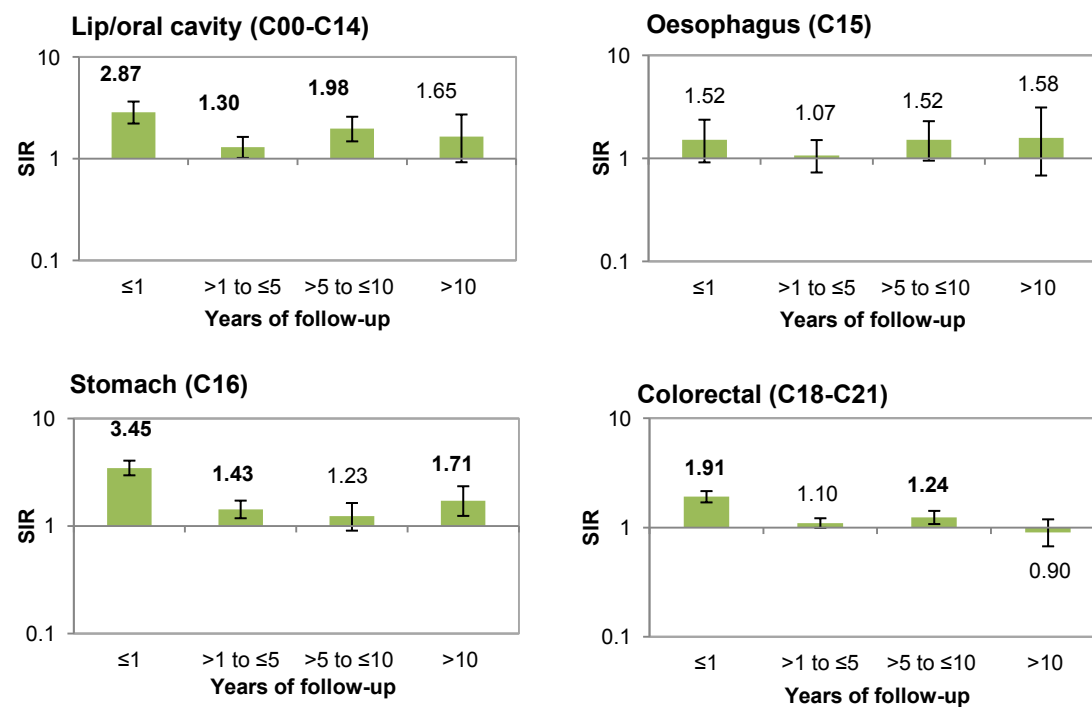 Lip/oral cavity (C00-C14)
10
2.87
1.30
1.98
1.65
SIR
1
0.1
≤1 >1 to ≤5 >5 to ≤10 >10
Years of follow-up
Oesophagus (C15)
10
1.52
1.07
1.52
1.58
SIR
1
0.1
≤1 >1 to ≤5 >5 to ≤10 >10
Years of follow-up
Stomach (C16)
10
3.45
1.43
1.23
1.71
SIR
1
0.1
≤1 >1 to ≤5 >5 to ≤10 >10
Years of follow-up
Colorectal (C18-C21)
10
1.91
1.10
1.24
0.90
SIR
1
0.1
≤1 >1 to ≤5 >5 to ≤10 >10
Years of follow-up